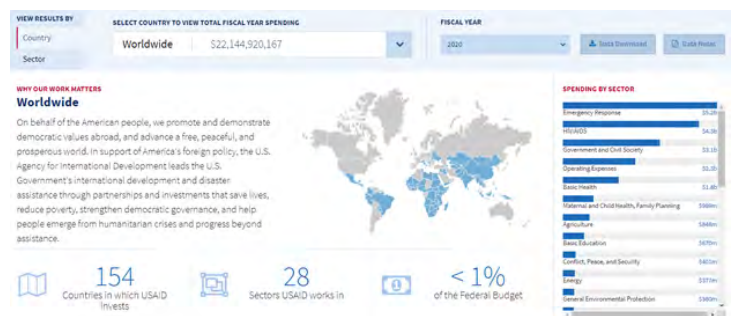 VIEW RESULTS BY
Country
Sector
SELECT COUNTRY TO VIEW TOTAL FISCAL YEAR SPENDING
Worldwide $22,144,920,167
FISCAL YEAR
2020
Data Download
Data Notes
WHY OUR WORK MATTERS
Worldwide
On behalf of the American people, we promote and demonstrate
democratic values abroad, and advance a free, peaceful, and
prosperous world. In support of America's foreign policy, the U.S.
Agency for International Development leads the U.S.
Government's international development and disaster
assistance through partnerships and investments that save lives,
reduce poverty, strengthen democratic governance, and help
people emerge from humanitarian crises and progress beyond
assistance.
154
Countries in which USAID
Invests
28
Sectors USAID works in
< 1%
of the Federal Budget
SPENDING BY SECTOR
Emergency Response
HIV/AIDS
Government and Civil Society
Operating Expenses
Basic Health
Maternal and Child Health, Family Planning
Agriculture
Basic Education
Conflict, Peace, and Security
Energy
General Environmental Protection